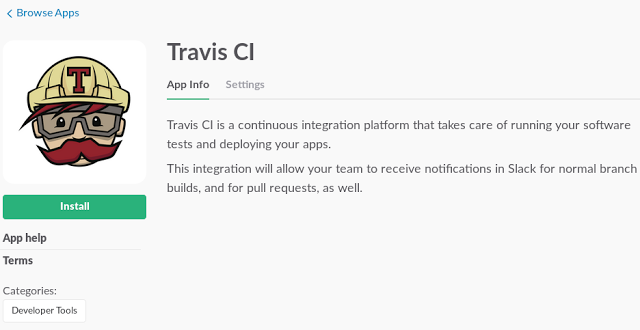 Browse Apps
Travis CI
App Info Settings
Travis CI is a continuous integration platform that takes care of running your software
tests and deploying your apps.
This integration will allow your team to receive notifications in Slack for normal branch
builds, and for pull requests, as well.
T
Install
App help
Terms
Categories:
Developer Tools